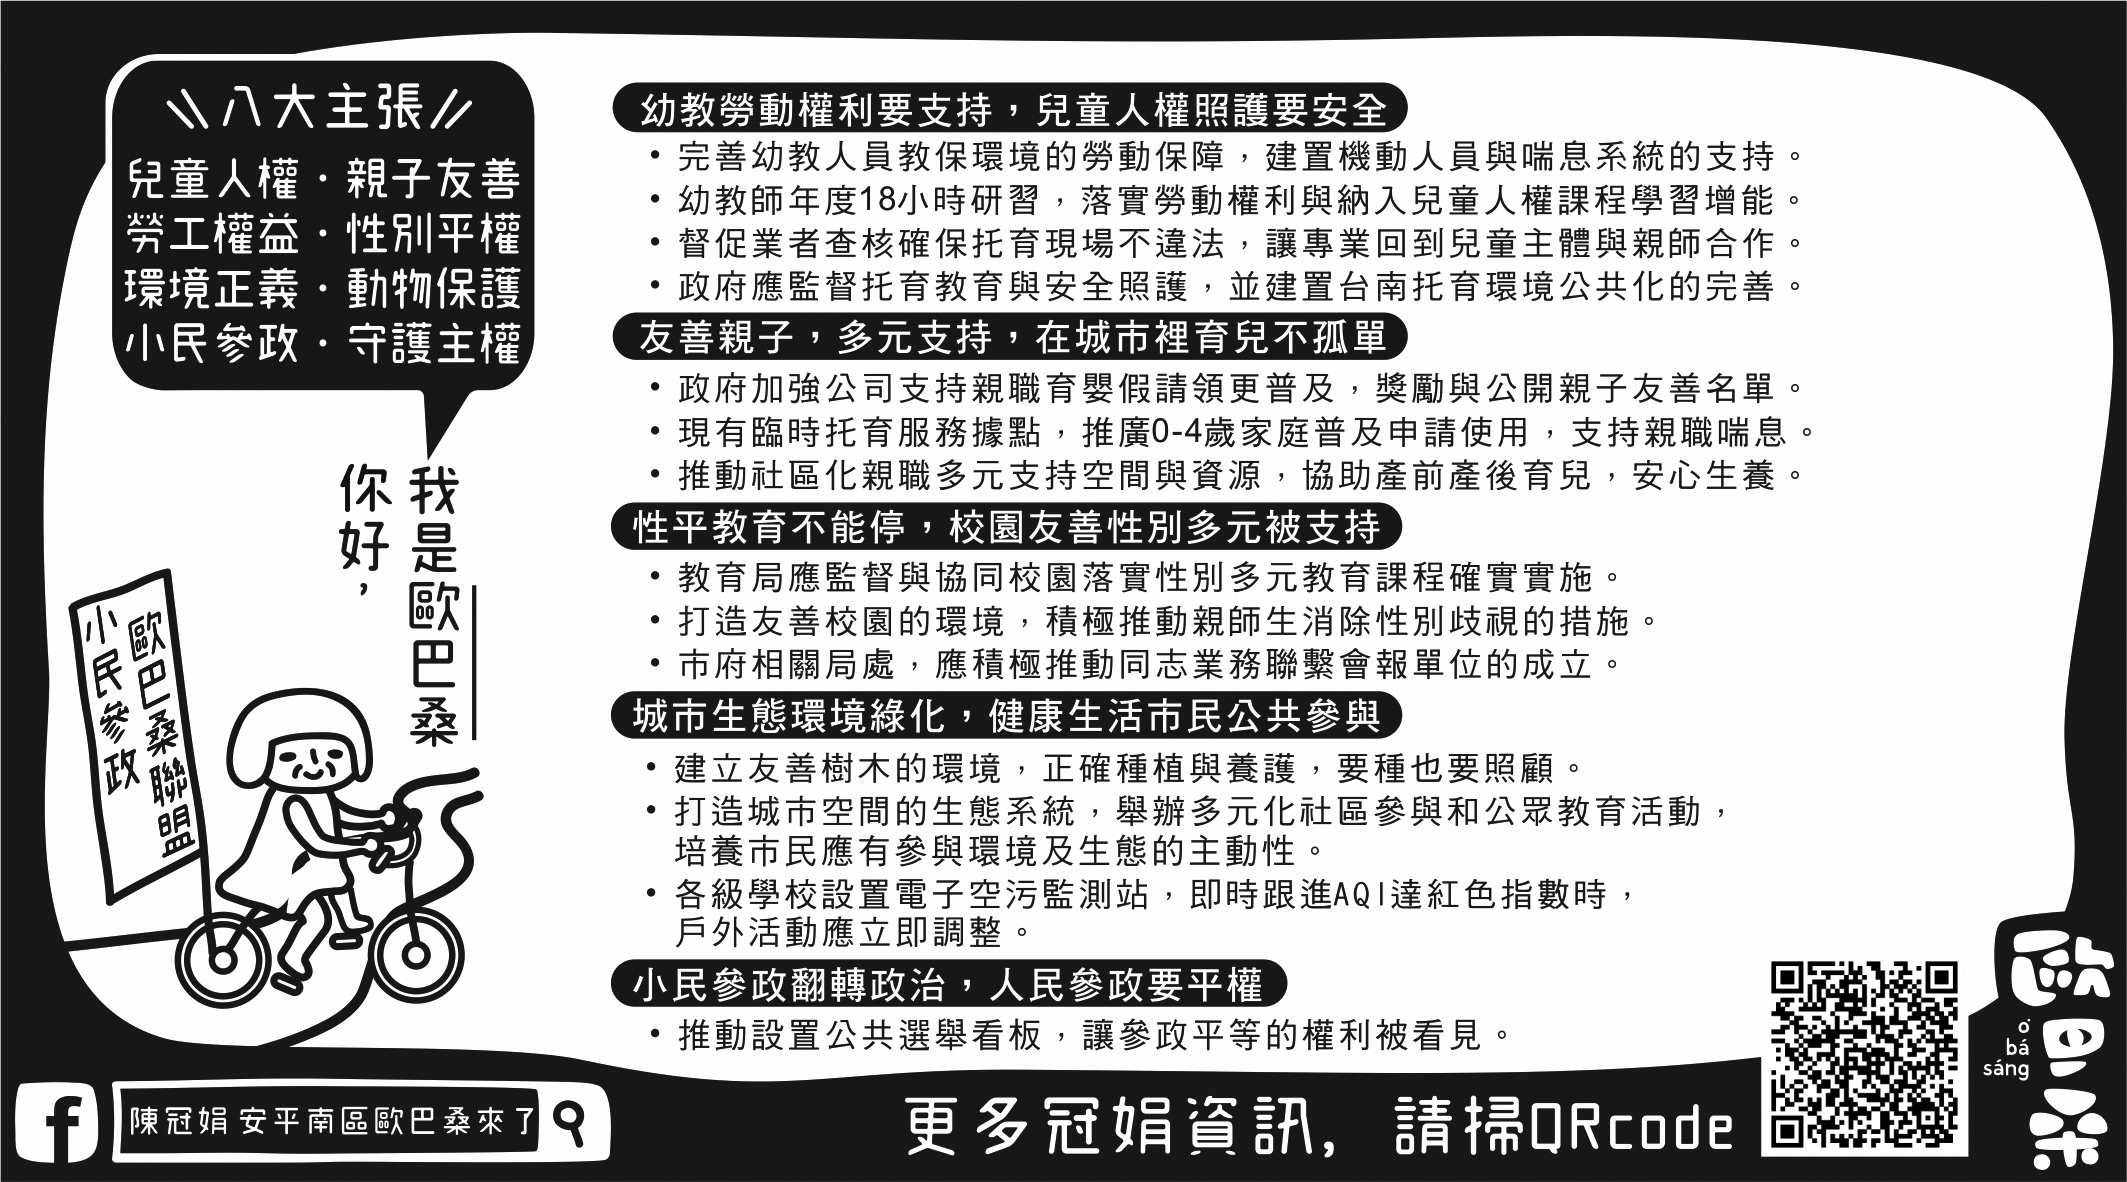 八大主張
兒童人權・親子友善
勞工權益・性別平權
環境正義・動物保護
小民參政・守護主權
你好，
我是歐巴桑
歐巴桑聯盟
小民參政
幼教勞動權利要支持，兒童人權照護要安全
•完善幼教人員教保環境的勞動保障，建置機動人員與喘息系統的支持。
•幼教師年度18小時研習，落實勞動權利與納入兒童人權課程學習增能。
•督促業者查核確保托育現場不違法，讓專業回到兒童主體與親師合作。
•政府應監督托育教育與安全照護，並建置台南托育環境公共化的完善。
友善親子，多元支持，在城市裡育兒不孤單
•政府加強公司支持親職育嬰假請領更普及，獎勵與公開親子友善名單。
•現有臨時托育服務據點，推廣0-4歲家庭普及申請使用，支持親職喘息。
•推動社區化親職多元支持空間與資源，協助產前產後育兒，安心生養。
性平教育不能停，校園友善性別多元被支持
•教育局應監督與協同校園落實性別多元教育課程確實實施。
•打造友善校園的環境，積極推動親師生消除性別歧視的措施。
•市府相關局處，應積極推動同志業務聯繫會報單位的成立。
城市生態環境綠化，健康生活市民公共參與
•建立友善樹木的環境，正確種植與養護，要種也要照顧。
•打造城市空間的生態系統，舉辦多元化社區參與和公眾教育活動，
培養市民應有參與環境及生態的主動性。
•各級學校設置電子空污監測站，即時跟進AQI達紅色指數時，
戶外活動應立即調整。
小民參政翻轉政治，人民參政要平權
•推動設置公共選舉看板，讓參政平等的權利被看見。
f 陳冠娟 安平南區歐巴桑來了
更多冠娟資訊，請掃QRcode
歐巴桑
o͘
bá
sáng